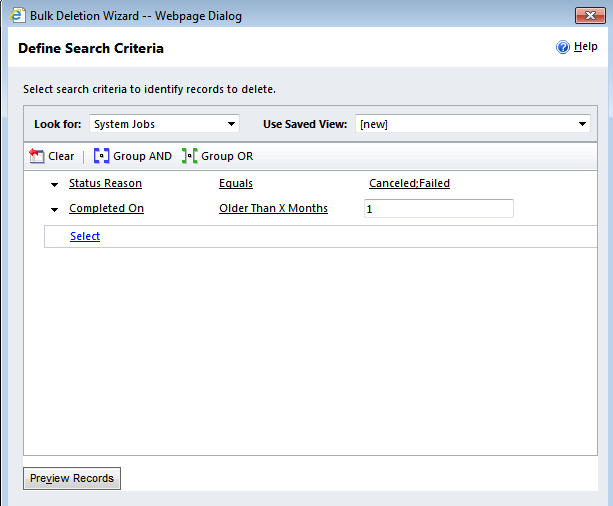 Bulk Deletion Wizard -- Webpage Dialog
Define Search Criteria
Help
Select search criteria to identify records to delete.
Look for: System Jobs Use Saved View: [new]
Clear Group AND Group OR
Status Reason Equals Canceled;Failed
Completed On Older Than X Months 1
Select
Preview Records